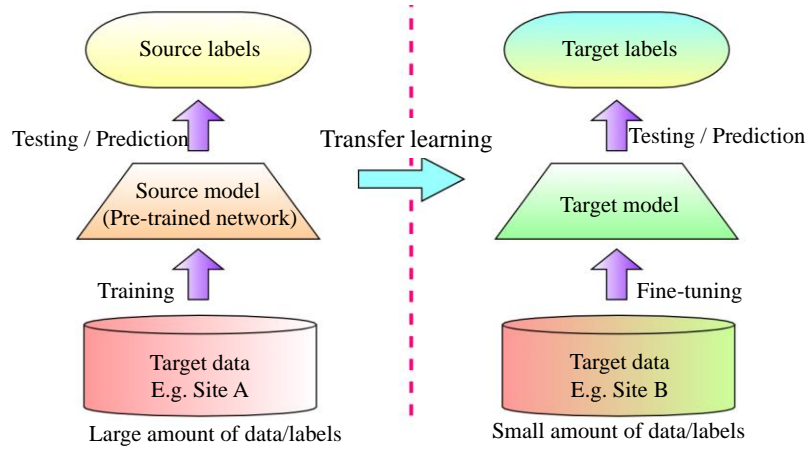 Source labels
Testing / Prediction
Source model
(Pre-trained network)
Training
Target data
E.g. Site A
Large amount of data/labels
Transfer learning
Target labels
Testing / Prediction
Target model
Fine-tuning
Target data
E.g. Site B
Small amount of data/labels